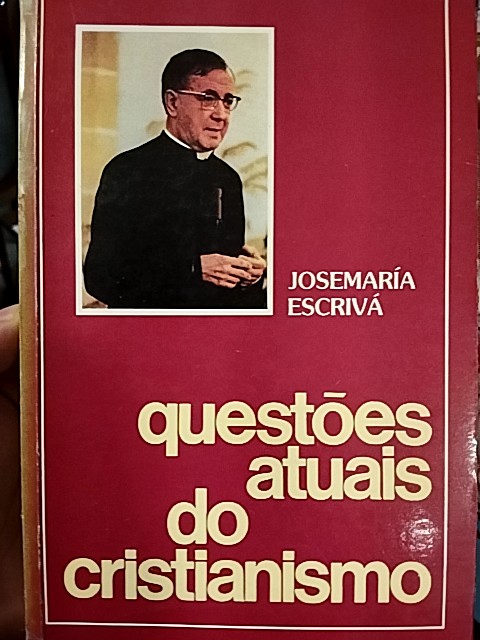 JOSEMARÍA
ESCRIVÁ
questões
atuais
do
cristianismo